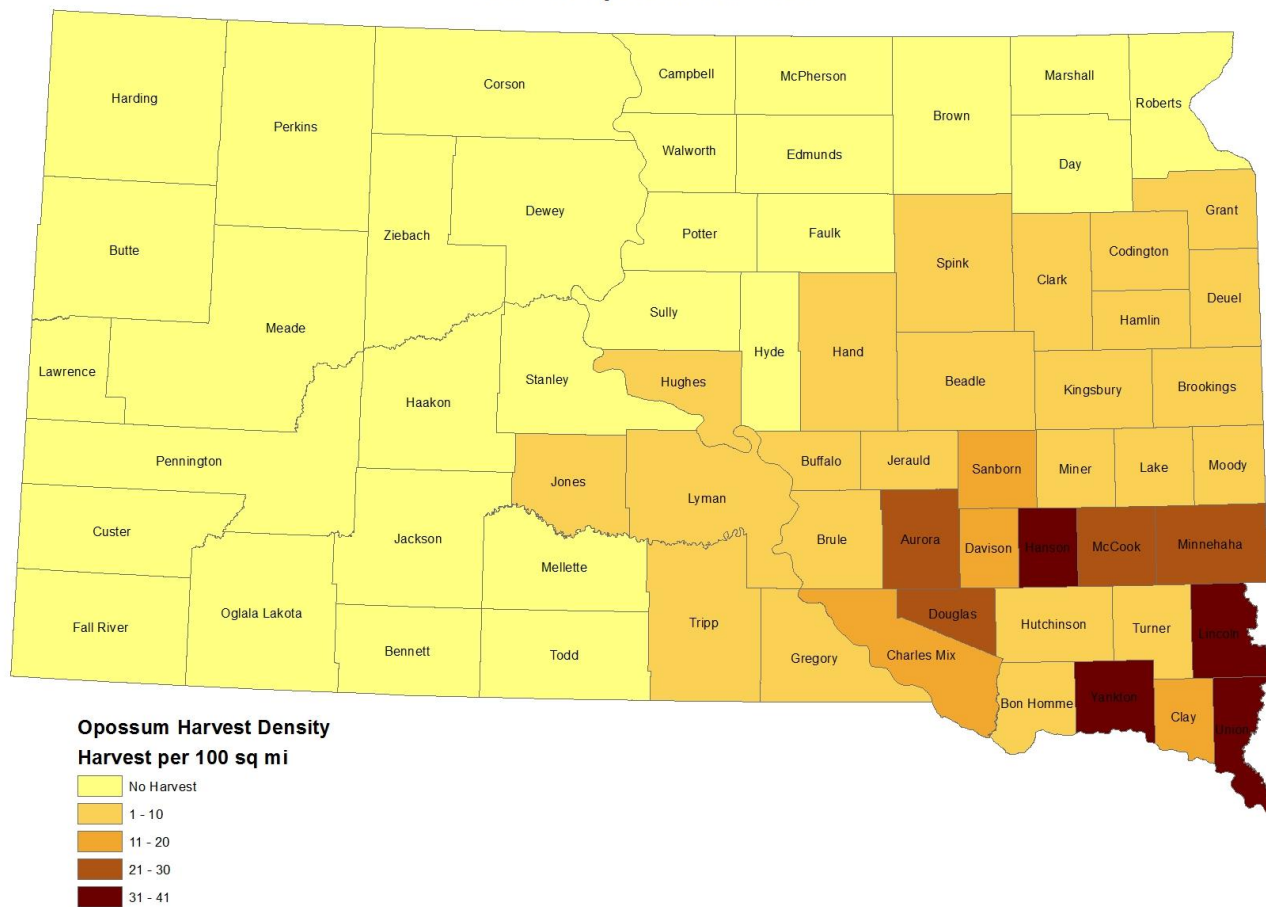 Campbell
McPherson
Marshall
Corson
Harding
Roberts
Brown
Perkins
Walworth
Edmunds
Day
Dewey
Grant
Potter
Faulk
Ziebach
Butte
Codington
Spink
Clark
Deuel
Sully
Hamlin
Meade
Hyde
Hand
Lawrence
Stanley
Hughes
Beadle
Kingsbury
Brookings
Haakon
Pennington
Buffalo
Jerauld
Sanborn
Miner
Lake
Moody
Jones
Lyman
Custer
Jackson
Brule
Aurora
Davison
Hanson
McCook
Minnehaha
Mellette
Fall River
Oglala Lakota
Douglas
Tripp
Hutchinson
Turner
Lincoln
Bennett
Todd
Gregory
Charles Mix
Bon Homme
Yankton
Clay
Union
Opossum Harvest Density
Harvest per 100 sq mi
No Harvest
1 - 10
11 - 20
21 - 30
31 - 41